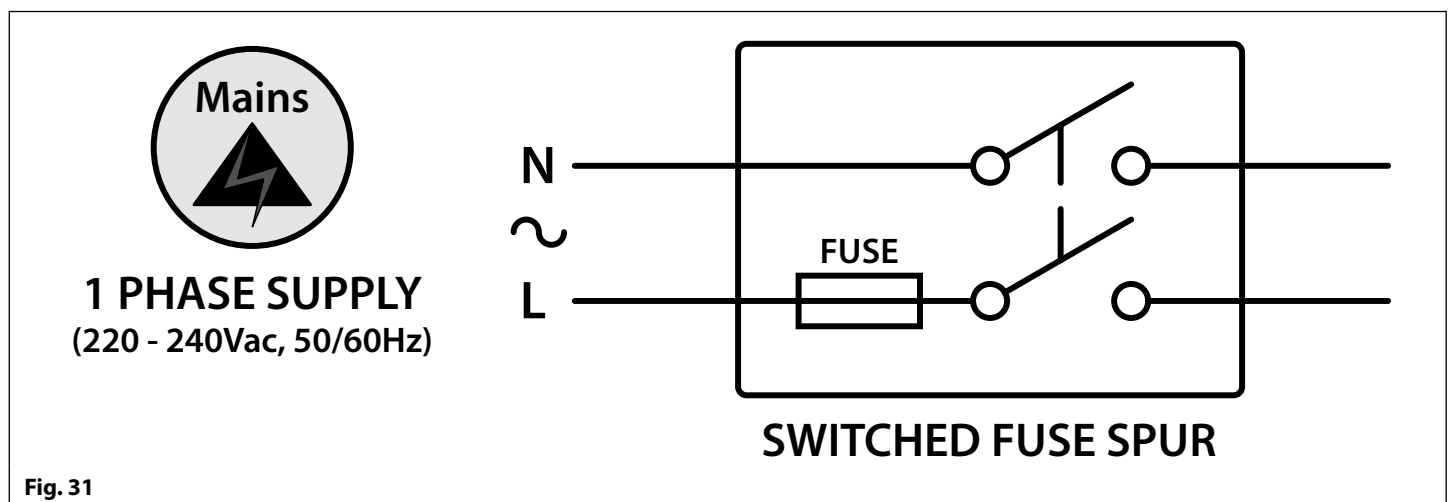 Mains
1 PHASE SUPPLY
(220 - 240Vac, 50/60Hz)
N
L
FUSE
SWITCHED FUSE SPUR
Fig. 31